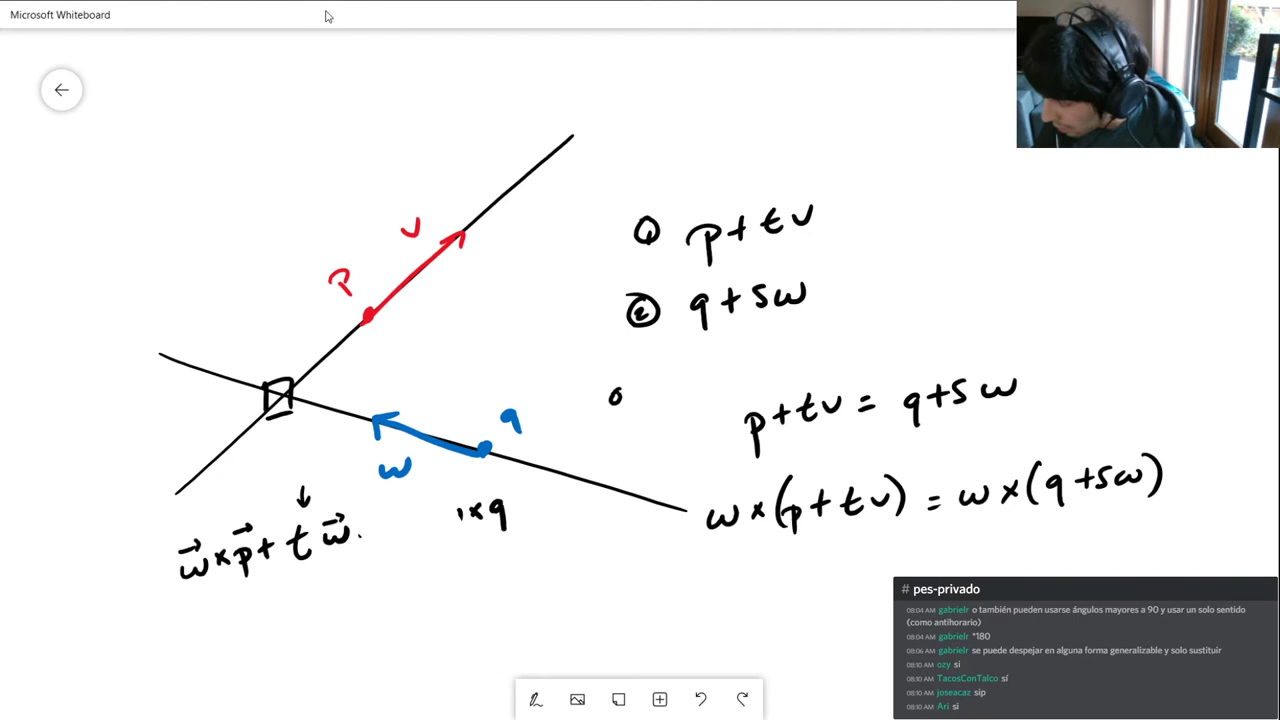 Microsoft Whiteboard
v
p
① p + tv
② q + sw
p + tv = q + sw
q
w
w × (p + tv) = w × (q + sw)
w × p + t w.
× q
# pes-privado
08:04 AM gabrielr o también pueden usarse ángulos mayores a 90 y usar un solo sentido
(como antihorario)
08:04 AM gabrielr *180
08:06 AM gabrielr se puede despejar en alguna forma generalizable y solo sustituir
08:10 AM ozy si
08:10 AM TacosConTalco sí
08:10 AM joseacaz sip
08:10 AM Ari si